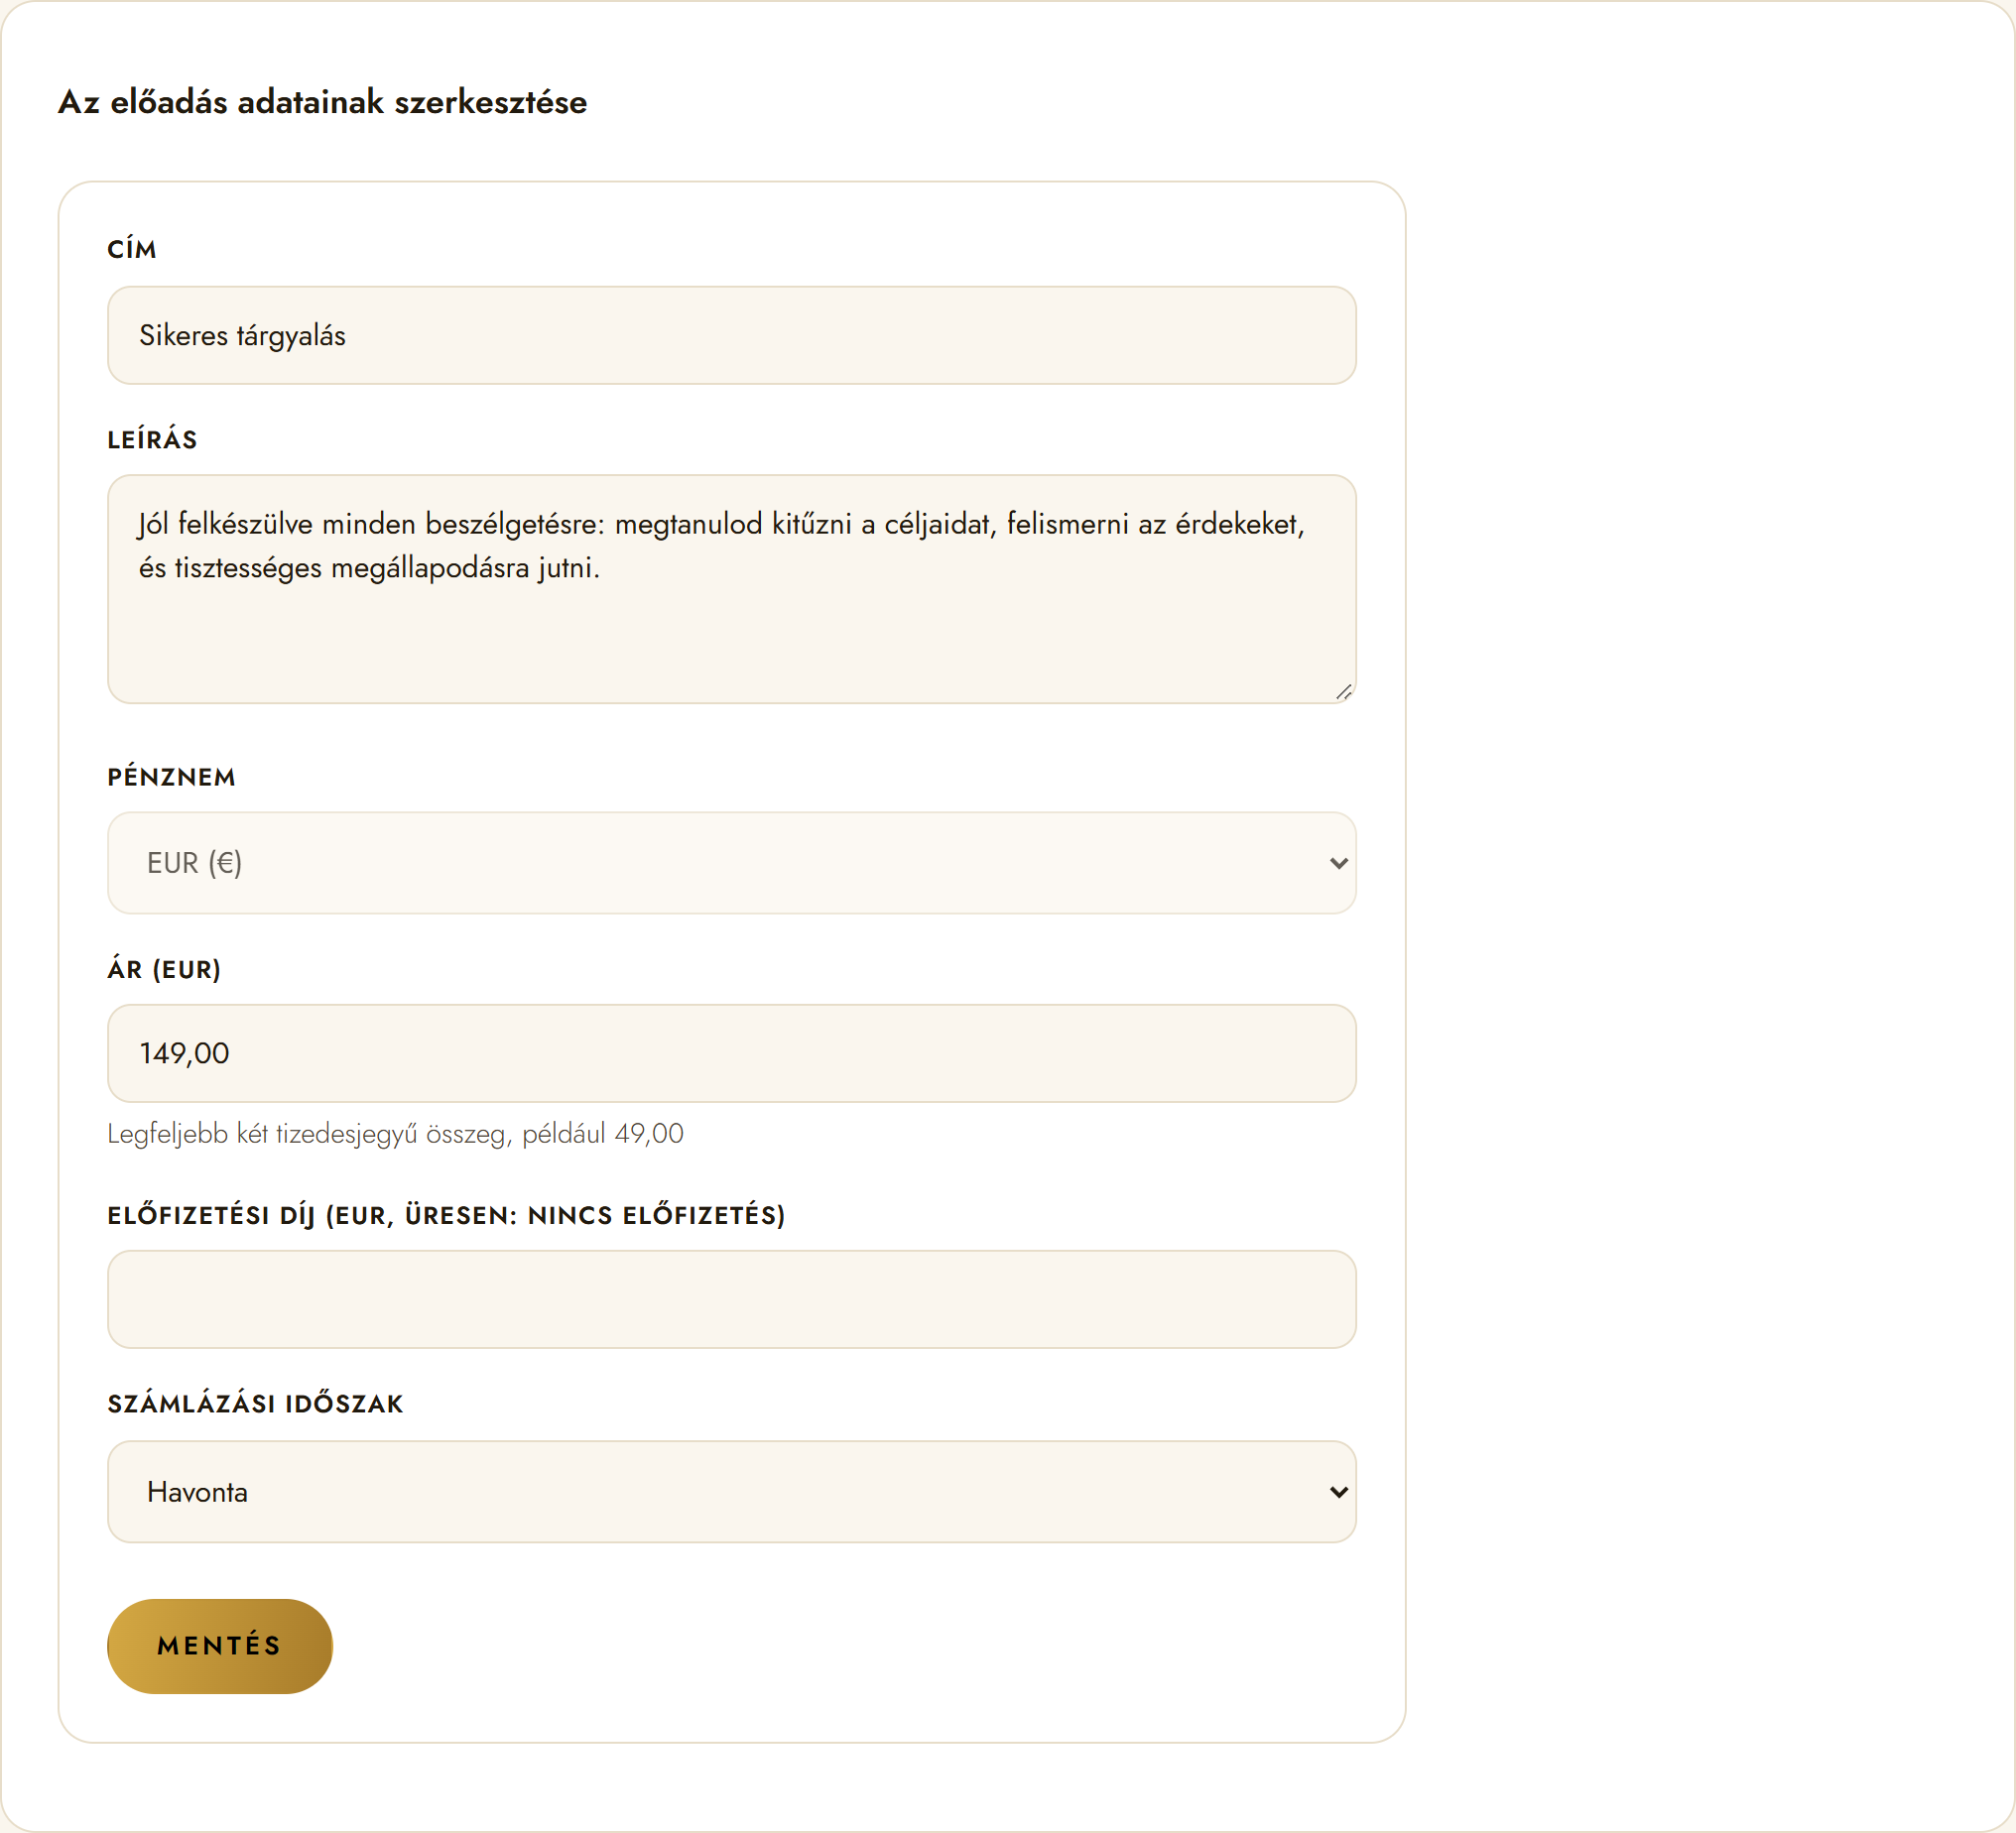 Az előadás adatainak szerkesztése
CÍM
Sikeres tárgyalás
LEÍRÁS
Jól felkészülve minden beszélgetésre: megtanulod kitűzni a céljaidat, felismerni az érdekeket,
és tisztességes megállapodásra jutni.
PÉNZNEM
EUR (€)
ÁR (EUR)
149,00
Legfeljebb két tizedesjegyű összeg, például 49,00
ELŐFIZETÉSI DÍJ (EUR, ÜRESEN: NINCS ELŐFIZETÉS)
SZÁMLÁZÁSI IDŐSZAK
Havonta
MENTÉS